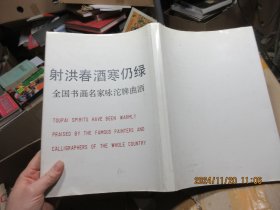 射洪春酒寒仍绿
全国书画名家咏沱牌曲酒
TOUPAI SPIRITS HAVE BEEN WARMLY
PRAISED BY THE FAMOUS PAINTERS AND
CALLIGRAPHERS OF THE WHOLE COUNTRY
2024/11/20 11:06